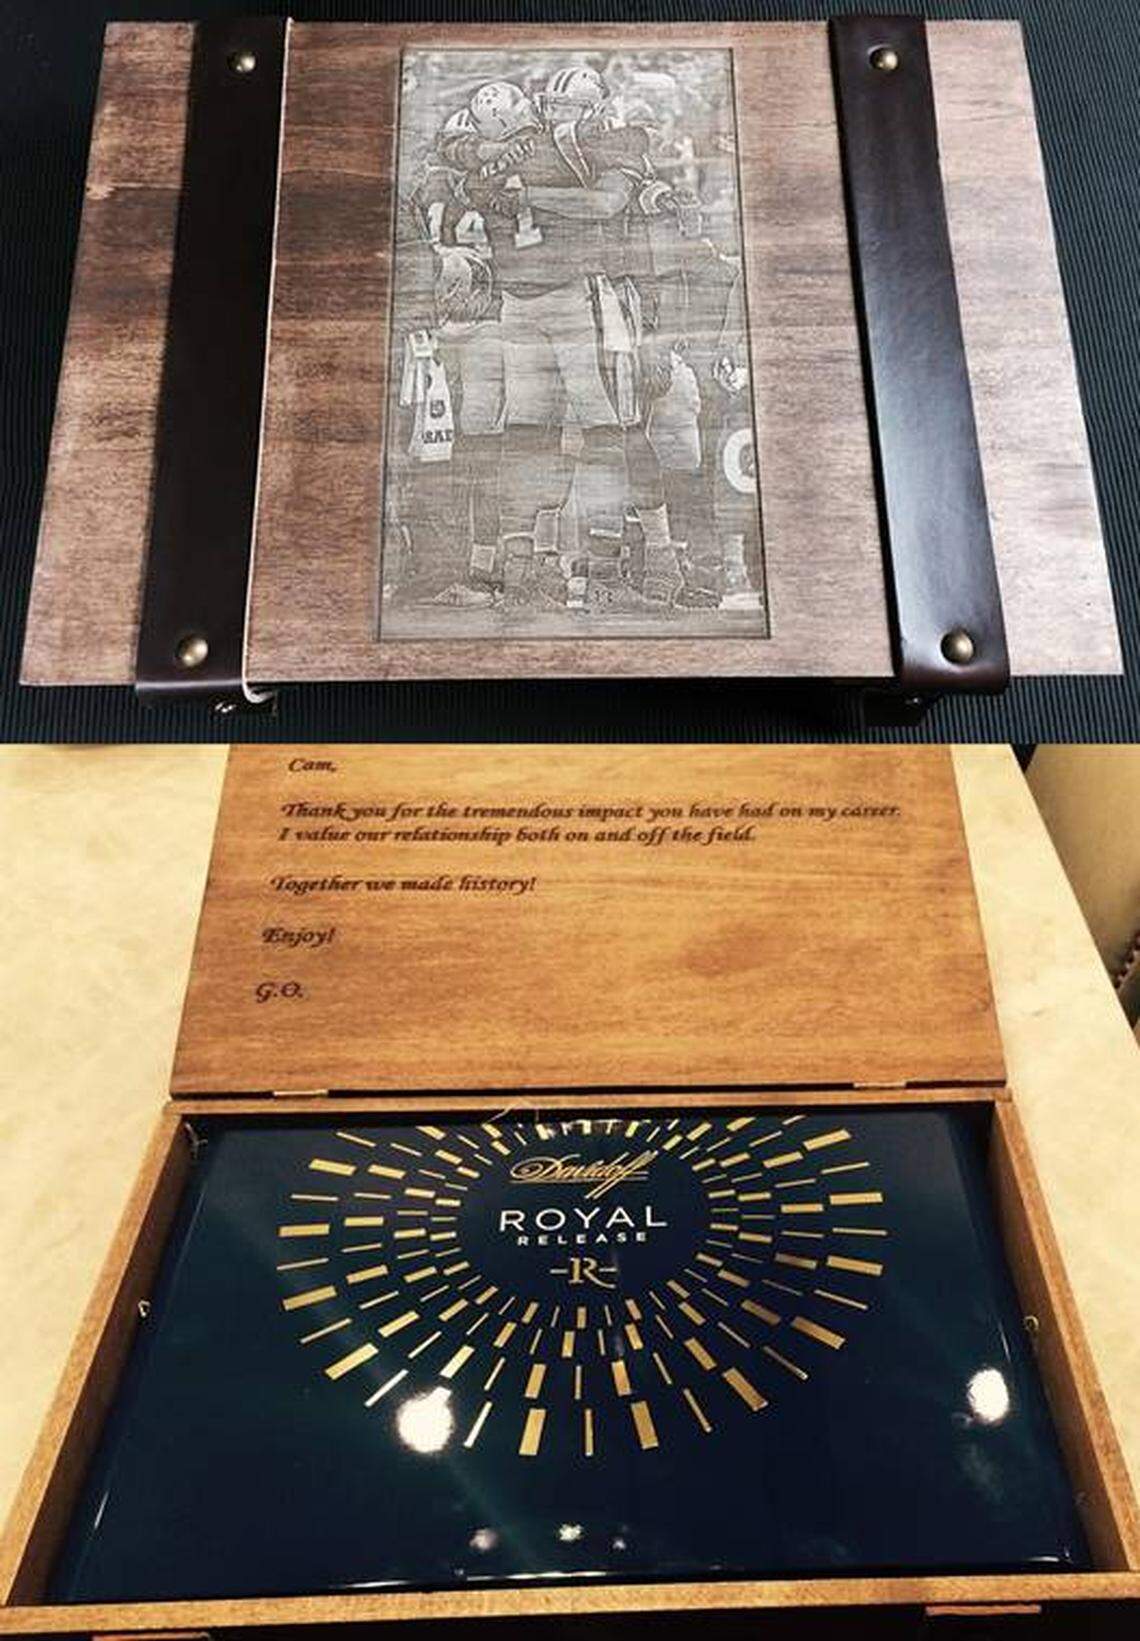 Cam,
Thank you for the tremendous impact you have had on my career.
I value our relationship both on and off the field.
Together we made history!
Enjoy!
G.O.
Davidoff
ROYAL
RELEASE
-R-